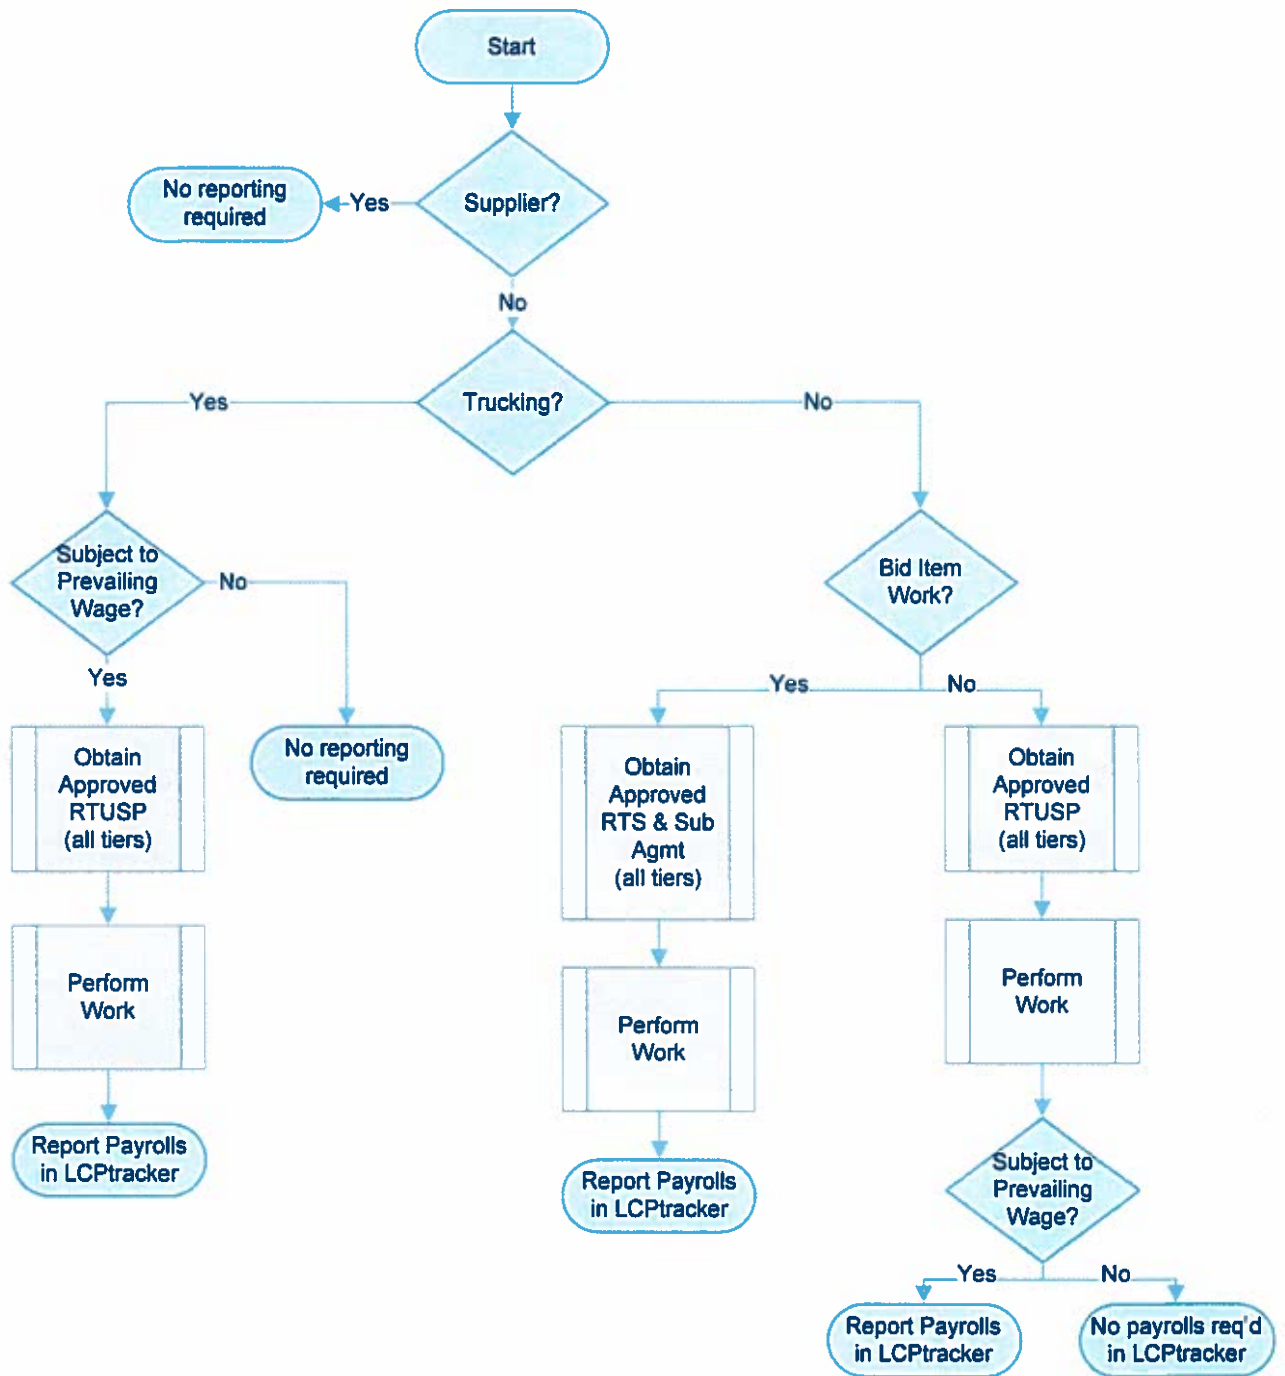 Start
Supplier?
Yes
No reporting
required
No
Trucking?
Yes
No
Subject to
Prevailing
Wage?
No
Yes
No reporting
required
Obtain
Approved
RTUSP
(all tiers)
Perform
Work
Report Payrolls
in LCPtracker
Bid Item
Work?
Yes
No
Obtain
Approved
RTS & Sub
Agmt
(all tiers)
Perform
Work
Report Payrolls
in LCPtracker
Obtain
Approved
RTUSP
(all tiers)
Perform
Work
Subject to
Prevailing
Wage?
Yes
No
Report Payrolls
in LCPtracker
No payrolls req'd
in LCPtracker